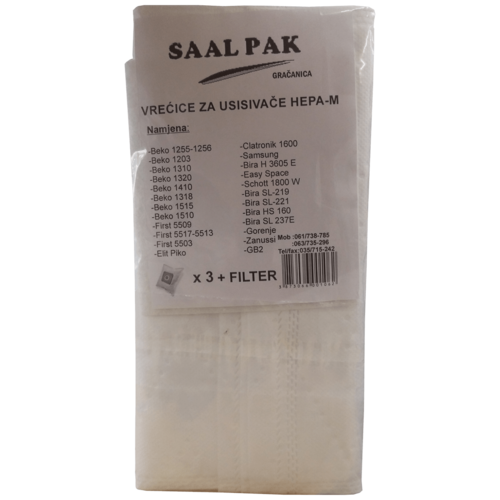 SAAL PAK
GRAČANICA
VREĆICE ZA USISIVAČE HEPA-M
Namjena:
-Beko 1255-1256
-Beko 1203
-Beko 1310
-Beko 1320
-Beko 1410
-Beko 1318
-Beko 1515
-Beko 1510
-First 5509
-First 5517-5513
-First 5503
-Elit Piko
-Clatronik 1600
-Samsung
-Bira H 3605 E
-Easy Space
-Schott 1800 W
-Bira SL-219
-Bira SL-221
-Bira HS 160
-Bira SL 237E
-Gorenje
-Zanussi
-GB2
Mob :061/738-785
:063/735-296
Tel/fax:035/715-242
x 3 + FILTER